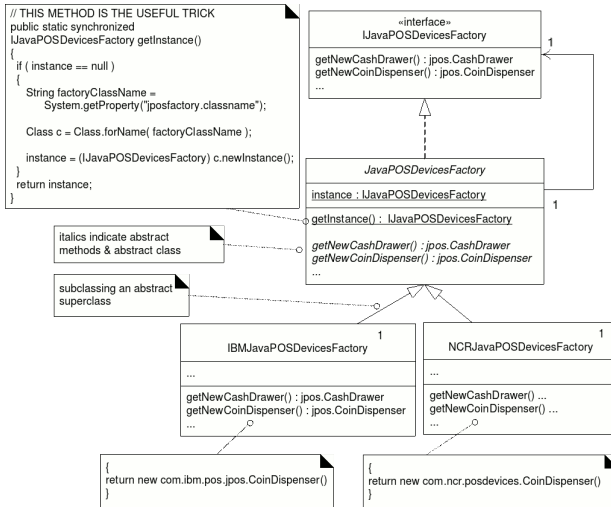 // THIS METHOD IS THE USEFUL TRICK
public static synchronized
IJavaPOSDevicesFactory getInstance()
{
if ( instance == null )
{
String factoryClassName =
System.getProperty("jposfactory.classname");
Class c = Class.forName( factoryClassName );
instance = (IJavaPOSDevicesFactory) c.newInstance();
}
return instance;
}
«interface»
IJavaPOSDevicesFactory
1
getNewCashDrawer() : jpos.CashDrawer
getNewCoinDispenser() : jpos.CoinDispenser
...
JavaPOSDevicesFactory
instance : IJavaPOSDevicesFactory
1
getInstance() : IJavaPOSDevicesFactory
getNewCashDrawer() : jpos.CashDrawer
getNewCoinDispenser() : jpos.CoinDispenser
...
italics indicate abstract
methods & abstract class
subclassing an abstract
superclass
1
IBMJavaPOSDevicesFactory
...
getNewCashDrawer() : jpos.CashDrawer
getNewCoinDispenser() : jpos.CoinDispenser
...
1
NCRJavaPOSDevicesFactory
...
getNewCashDrawer() ...
getNewCoinDispenser() ...
...
{
return new com.ibm.pos.jpos.CoinDispenser()
}
{
return new com.ncr.posdevices.CoinDispenser()
}